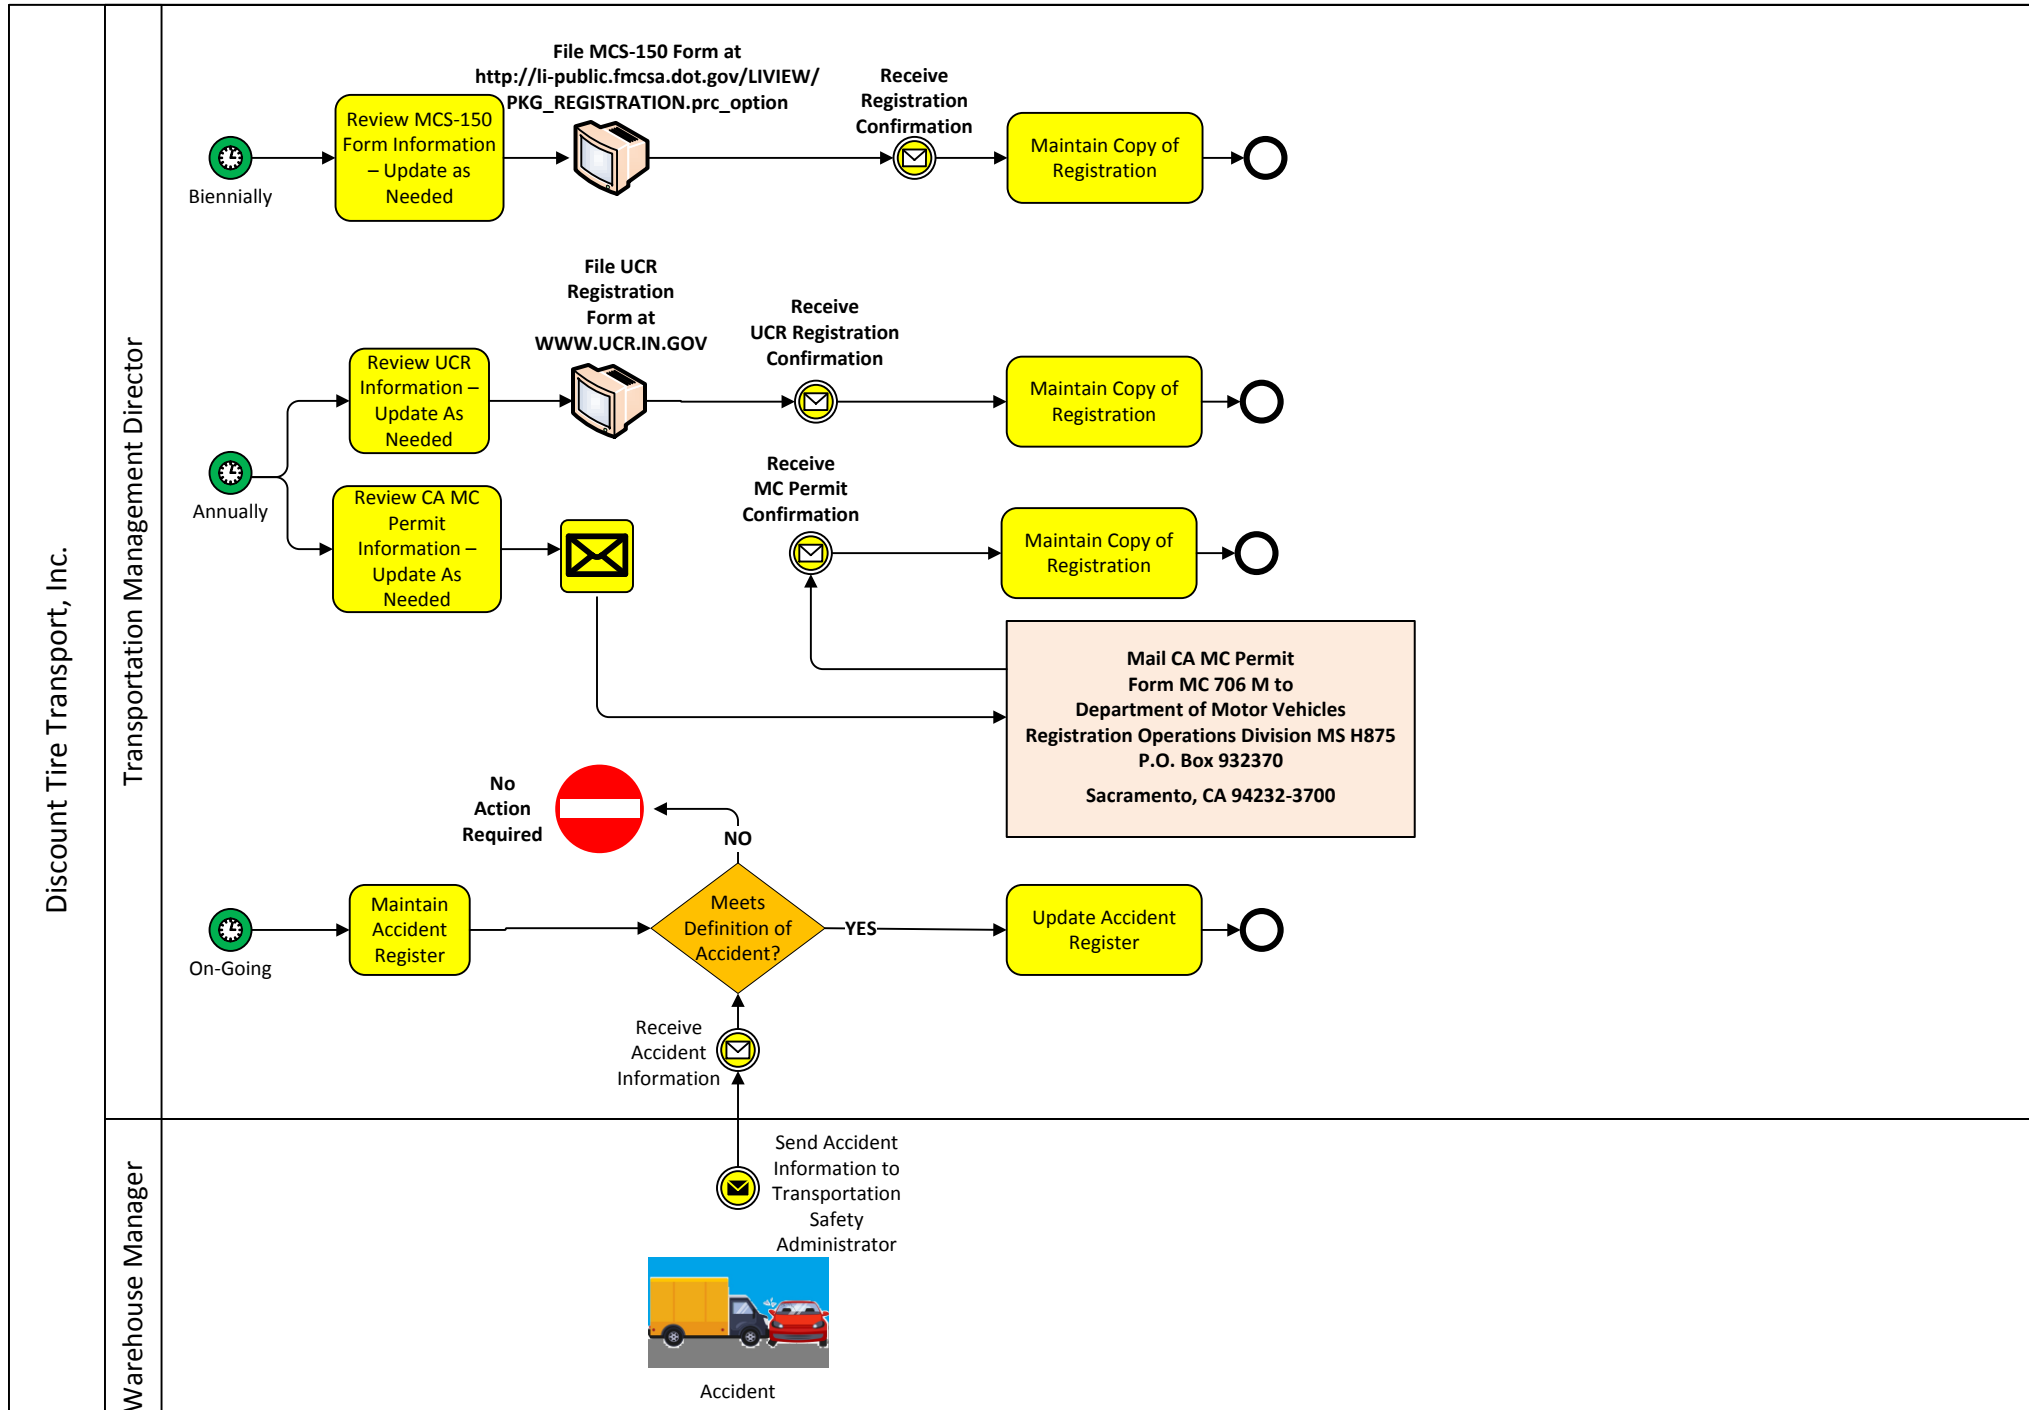 Discount Tire Transport, Inc.
Transportation Management Director
File MCS-150 Form at
http://li-public.fmcsa.dot.gov/LIVIEW/
PKG_REGISTRATION.prc_option
Receive
Registration
Confirmation
Biennially
Review MCS-150
Form Information
– Update as
Needed
Maintain Copy of
Registration
File UCR
Registration
Form at
WWW.UCR.IN.GOV
Receive
UCR Registration
Confirmation
Annually
Review UCR
Information –
Update As
Needed
Maintain Copy of
Registration
Review CA MC
Permit
Information –
Update As
Needed
Receive
MC Permit
Confirmation
Maintain Copy of
Registration
Mail CA MC Permit
Form MC 706 M to
Department of Motor Vehicles
Registration Operations Division MS H875
P.O. Box 932370
Sacramento, CA 94232-3700
No
Action
Required
NO
On-Going
Maintain
Accident
Register
Meets
Definition of
Accident?
YES
Update Accident
Register
Receive
Accident
Information
Warehouse Manager
Send Accident
Information to
Transportation
Safety
Administrator
Accident